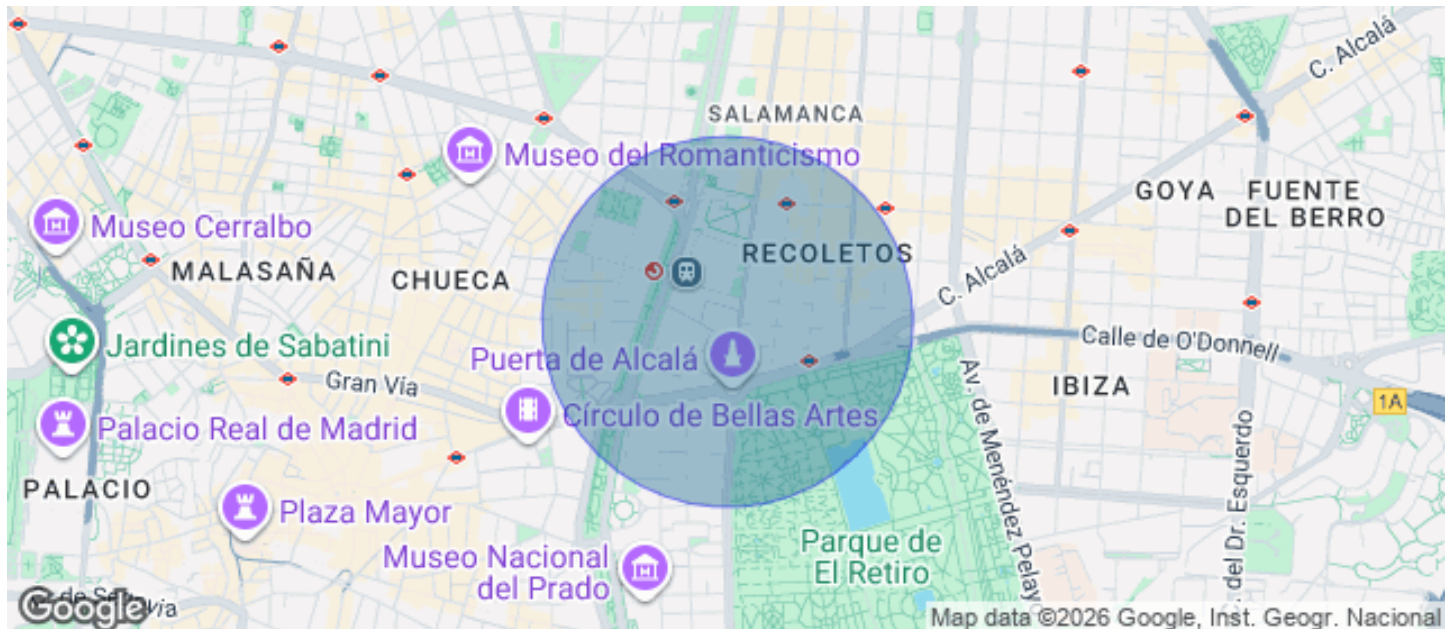 C. Alcalá
SALAMANCA
Museo del Romanticismo
GOYA
FUENTE
DEL BERRO
Museo Cerralbo
RECOLETOS
MALASAÑA
CHUECA
C. Alcalá
Jardines de Sabatini
Puerta de Alcalá
Calle de O'Donnell
Gran Vía
IBIZA
1A
Círculo de Bellas Artes
Palacio Real de Madrid
Av. de Menéndez Pelayo
PALACIO
Plaza Mayor
del Dr. Esquerdo
Museo Nacional
del Prado
Parque de
El Retiro
Google
Map data ©2026 Google, Inst. Geogr. Nacional